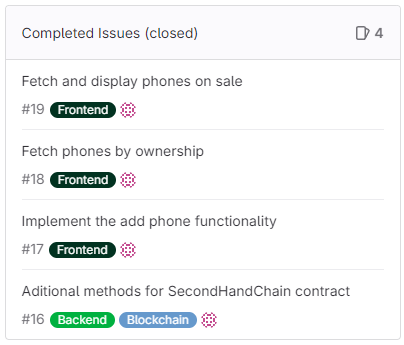 Completed Issues (closed) 4
Fetch and display phones on sale
#19 Frontend
Fetch phones by ownership
#18 Frontend
Implement the add phone functionality
#17 Frontend
Aditional methods for SecondHandChain contract
#16 Backend Blockchain